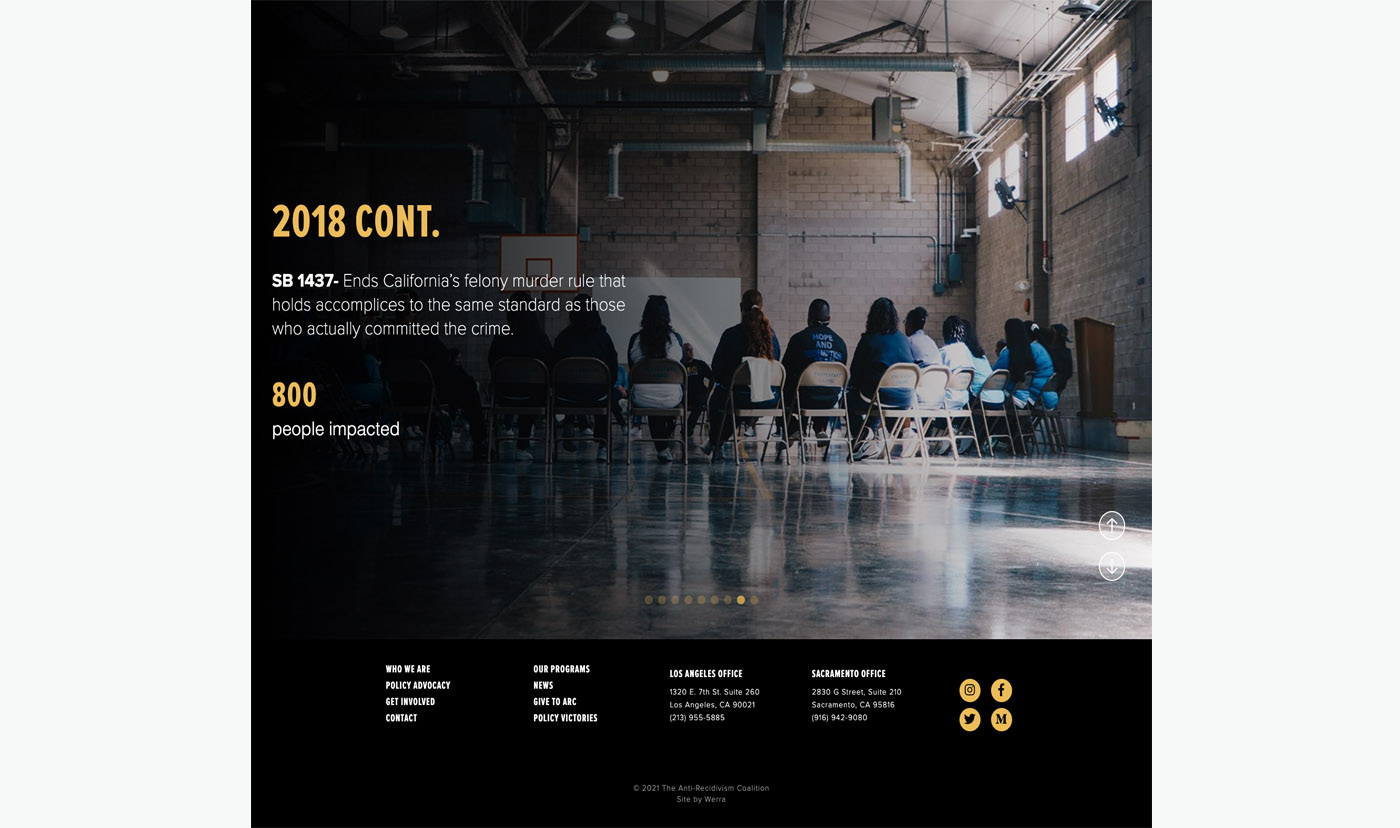 2018 CONT.
SB 1437- Ends California’s felony murder rule that
holds accomplices to the same standard as those
who actually committed the crime.
800
people impacted
HOPE
AND
WHO WE ARE
POLICY ADVOCACY
GET INVOLVED
CONTACT
OUR PROGRAMS
NEWS
GIVE TO ARC
POLICY VICTORIES
LOS ANGELES OFFICE
1320 E. 7th St. Suite 260
Los Angeles, CA 90021
(213) 955-5885
SACRAMENTO OFFICE
2830 G Street, Suite 210
Sacramento, CA 95816
(916) 942-9080
© 2021 The Anti-Recidivism Coalition
Site by Werra